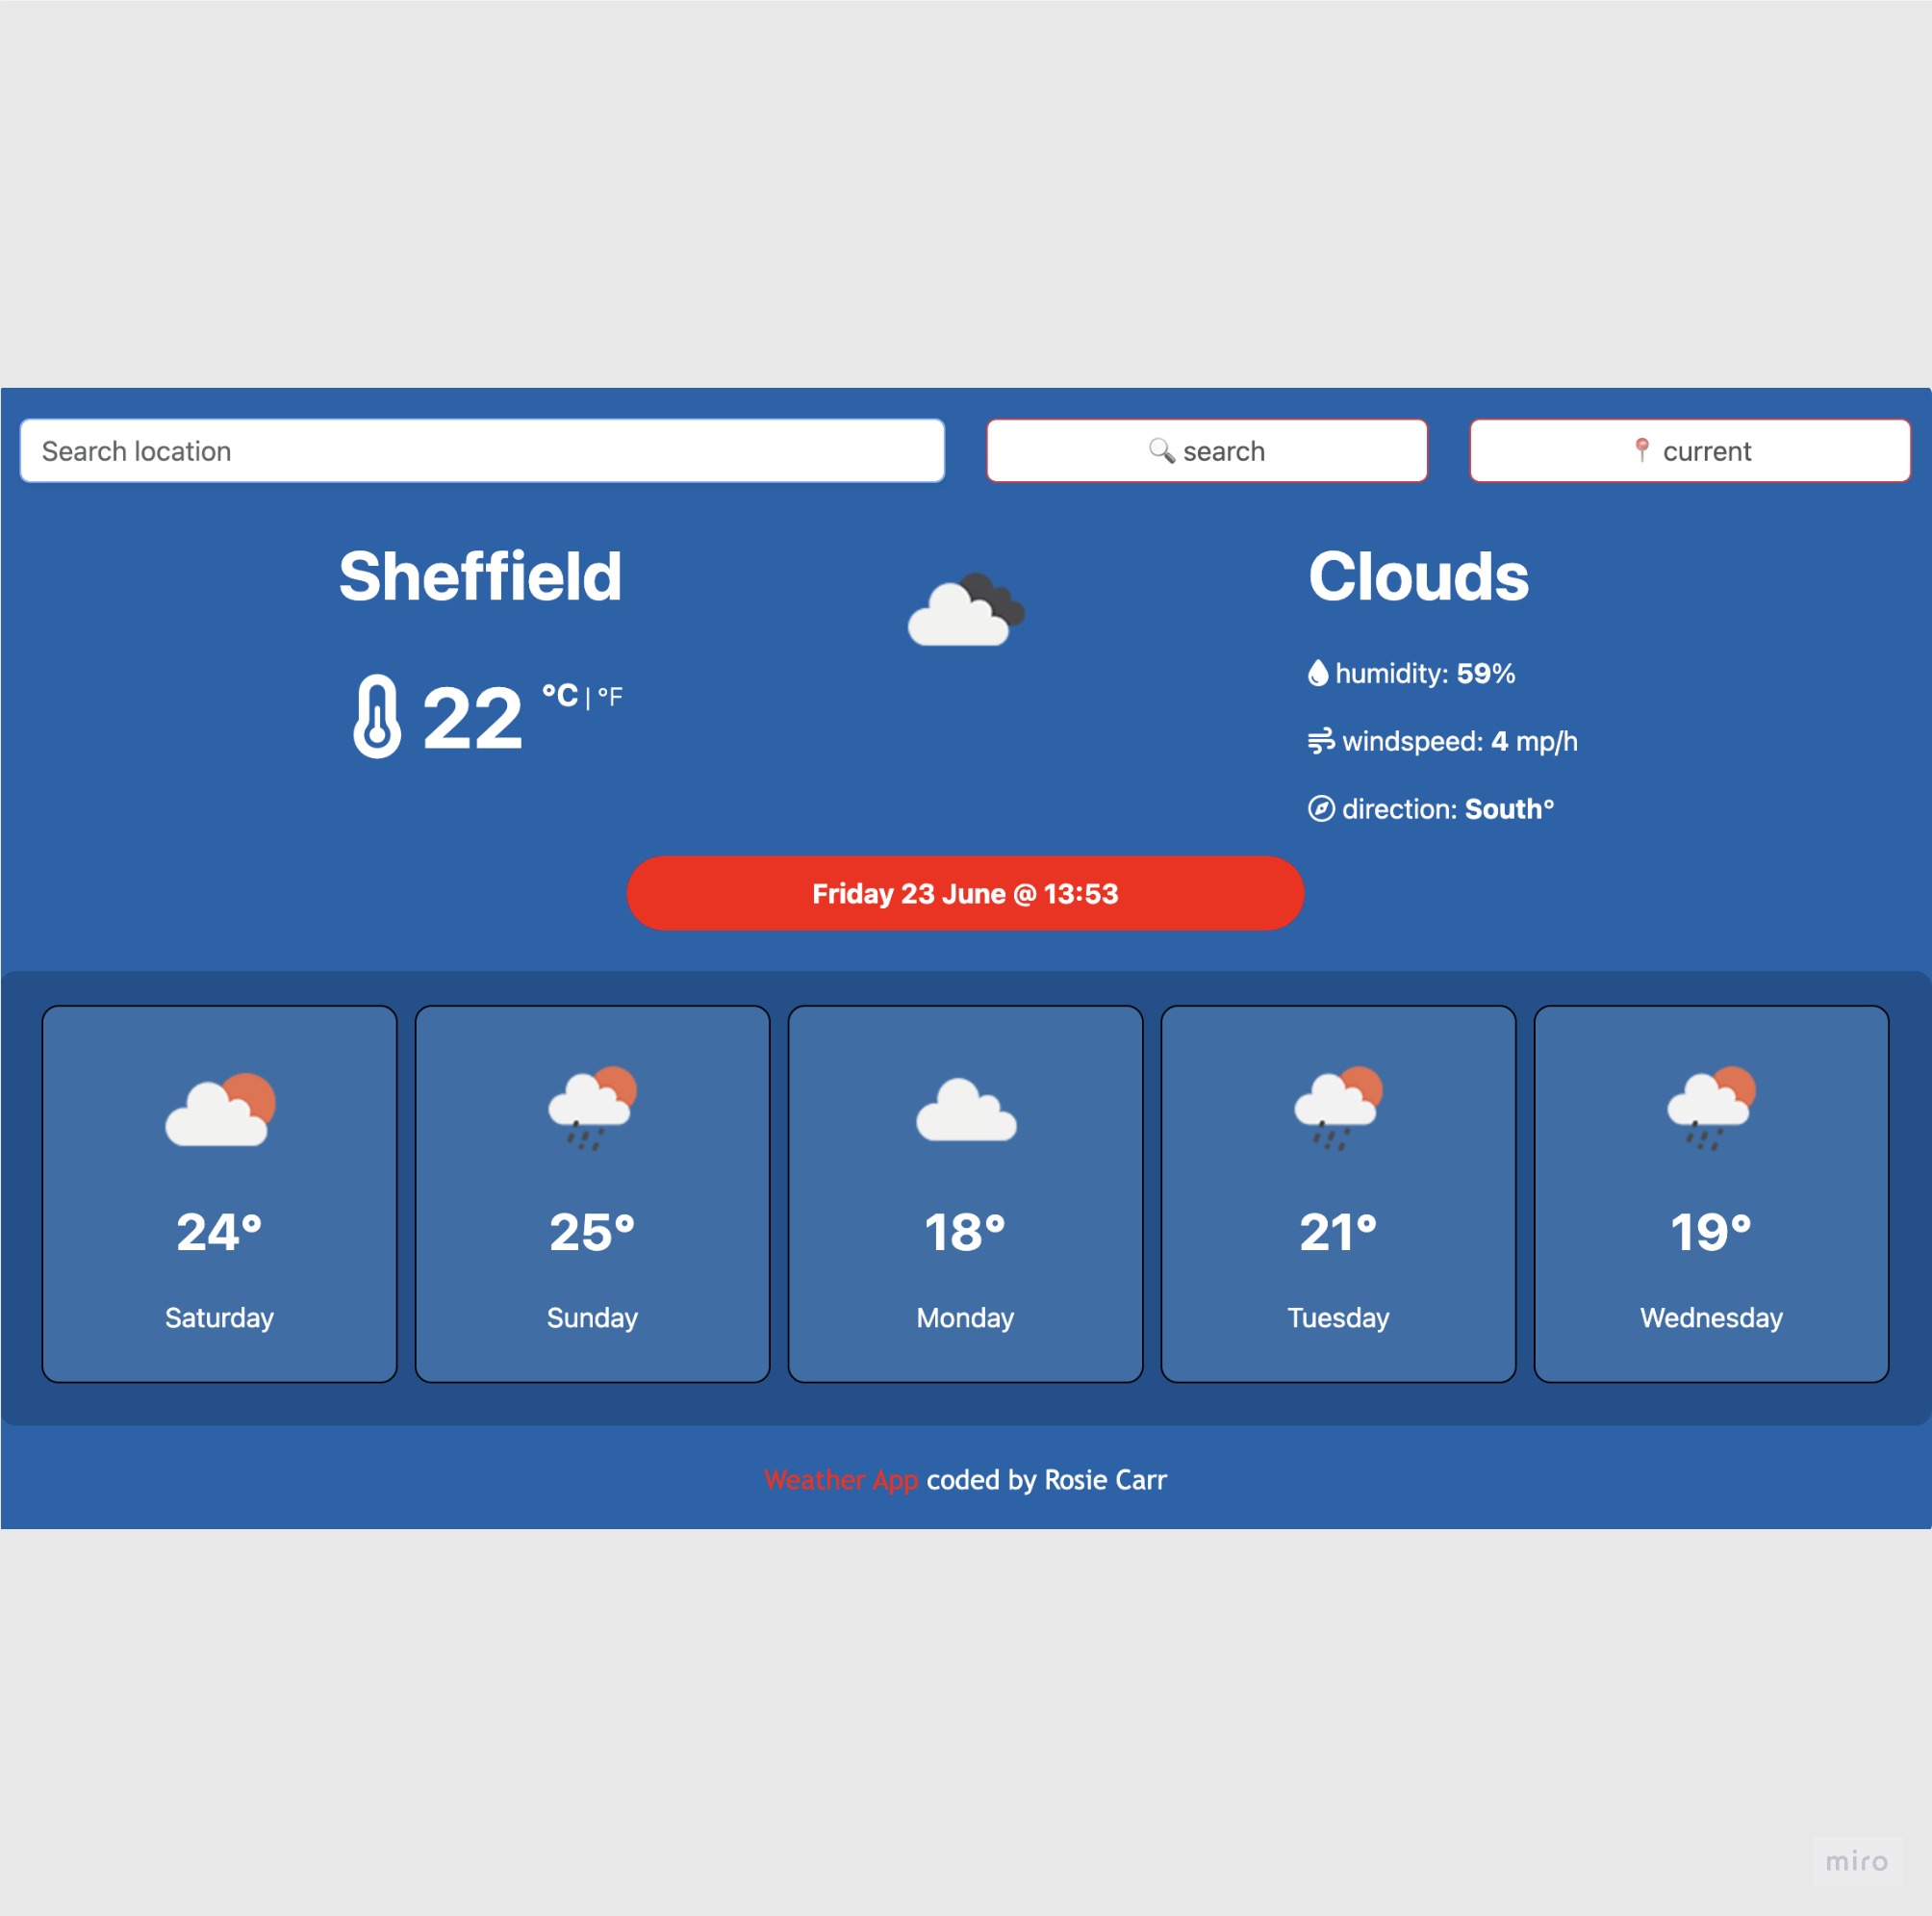 Search location
🔍 search
📍 current
Sheffield
22 °C | °F
Clouds
humidity: 59%
windspeed: 4 mp/h
direction: South°
Friday 23 June @ 13:53
24°
Saturday
25°
Sunday
18°
Monday
21°
Tuesday
19°
Wednesday
Weather App coded by Rosie Carr
miro